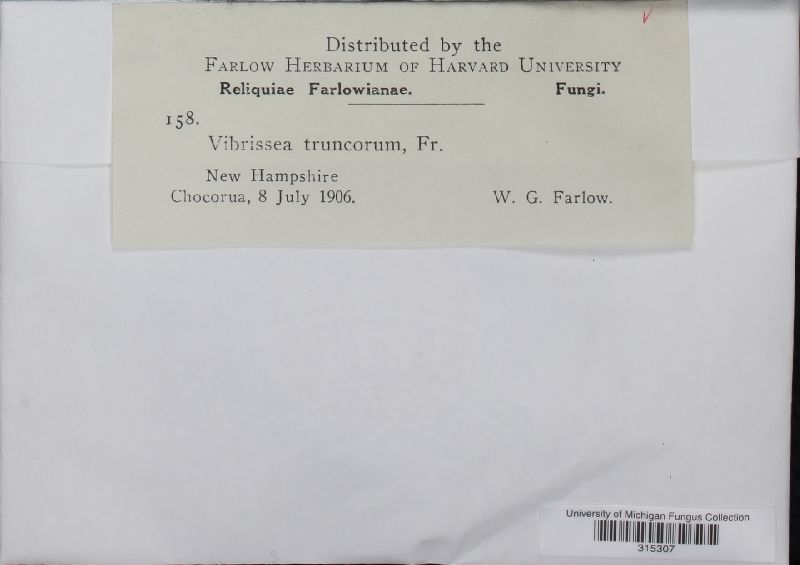 Distributed by the
FARLOW HERBARIUM OF HARVARD UNIVERSITY
Reliquiae Farlowianae. Fungi.
158.
Vibrissea truncorum, Fr.
New Hampshire
Chocorua, 8 July 1906. W. G. Farlow.
University of Michigan Fungus Collection
315307